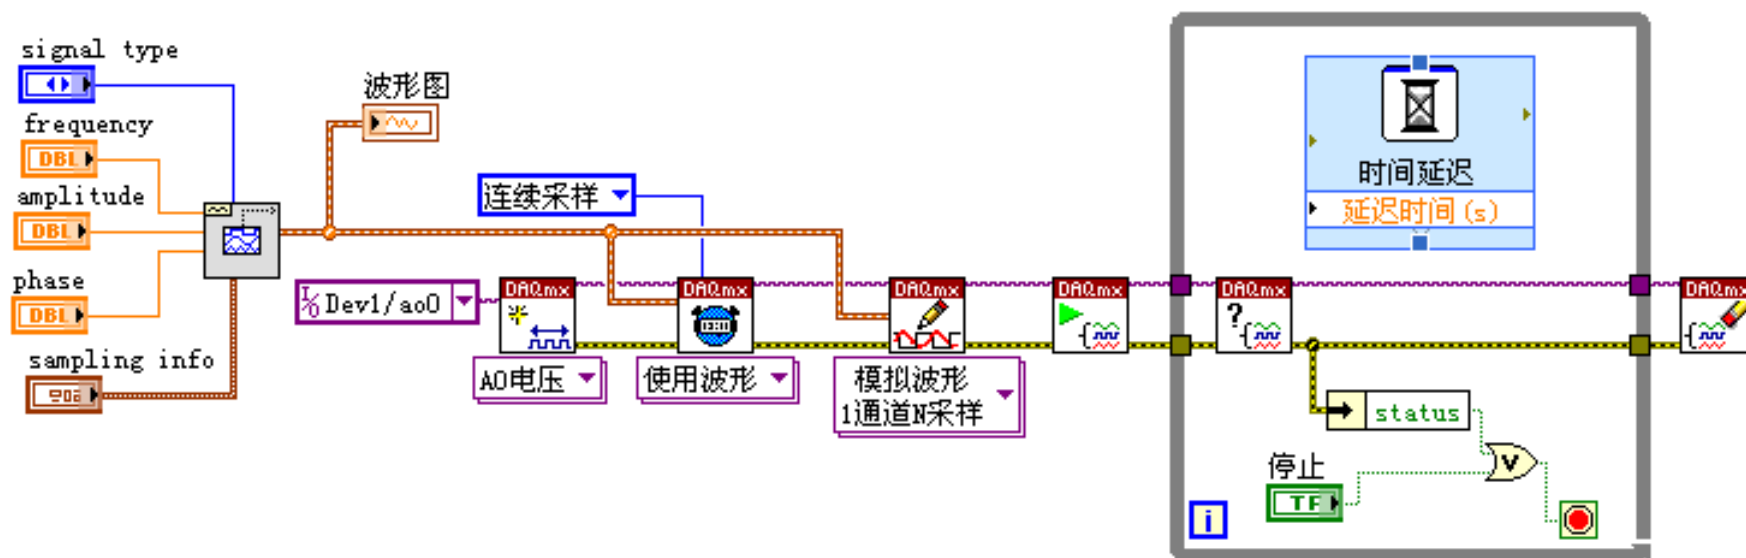 signal type
frequency
DBL
amplitude
DBL
phase
DBL
sampling info
波形图
连续采样
I/O Dev1/ao0
DAQmx
AO电压
DAQmx
使用波形
DAQmx
模拟波形
1通道N采样
DAQmx
时间延迟
延迟时间(s)
DAQmx
?
status
停止
TF
V
i
DAQmx